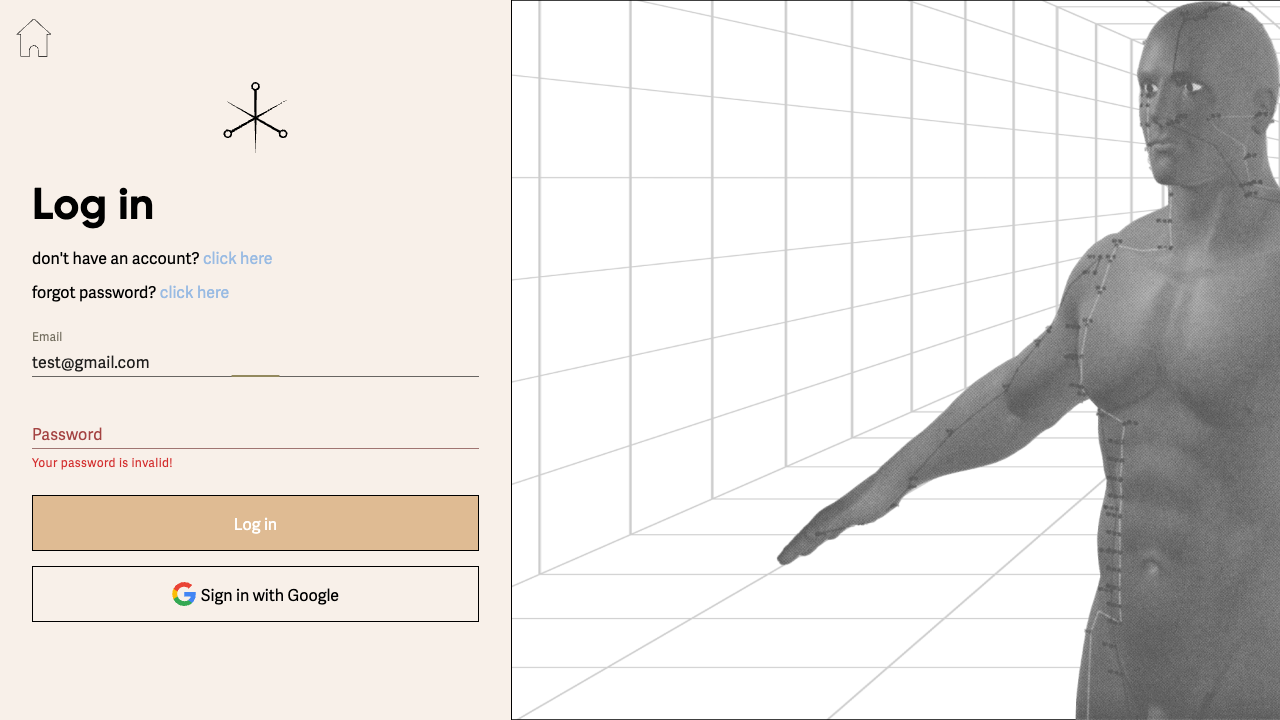 Log in
don't have an account? click here
forgot password? click here
Email
test@gmail.com
Password
Your password is invalid!
Log in
Sign in with Google